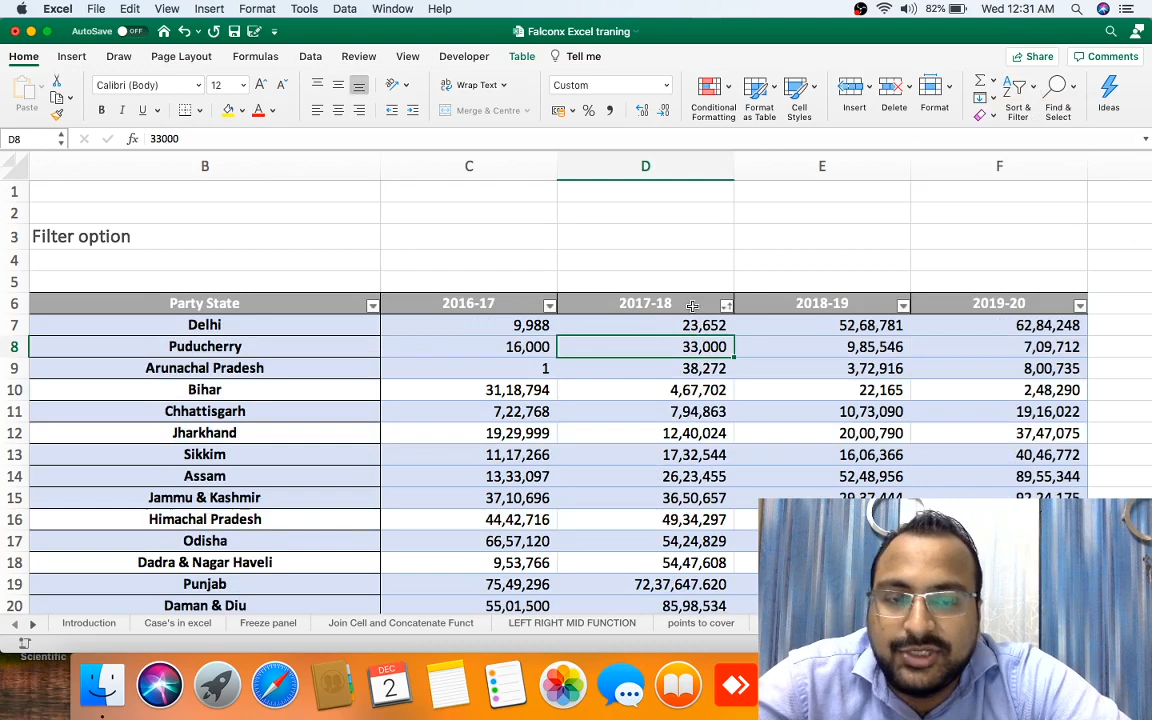 Excel File Edit View Insert Format Tools Data Window Help 82% Wed 12:31 AM
AutoSave OFF Falconx Excel traning
Home Insert Draw Page Layout Formulas Data Review View Developer Table Tell me Share Comments
Paste Calibri (Body) 12 A A Wrap Text Custom Conditional Formatting Format as Table Cell Styles Insert Delete Format Sort & Filter Find & Select Ideas
B I U A Merge & Centre % ,
D8 fx 33000
B C D E F
1
2
3 Filter option
4
5
6 Party State 2016-17 2017-18 2018-19 2019-20
7 Delhi 9,988 23,652 52,68,781 62,84,248
8 Puducherry 16,000 33,000 9,85,546 7,09,712
9 Arunachal Pradesh 1 38,272 3,72,916 8,00,735
10 Bihar 31,18,794 4,67,702 22,165 2,48,290
11 Chhattisgarh 7,22,768 7,94,863 10,73,090 19,16,022
12 Jharkhand 19,29,999 12,40,024 20,00,790 37,47,075
13 Sikkim 11,17,266 17,32,544 16,06,366 40,46,772
14 Assam 13,33,097 26,23,455 52,48,956 89,55,344
15 Jammu & Kashmir 37,10,696 36,50,657 29,37,444 92,24,175
16 Himachal Pradesh 44,42,716 49,34,297
17 Odisha 66,57,120 54,24,829
18 Dadra & Nagar Haveli 9,53,766 54,47,608
19 Punjab 75,49,296 72,37,647.620
20 Daman & Diu 55,01,500 85,98,534
Introduction Case's in excel Freeze panel Join Cell and Concatenate Funct LEFT RIGHT MID FUNCTION points to cover
Scientific
DEC
2